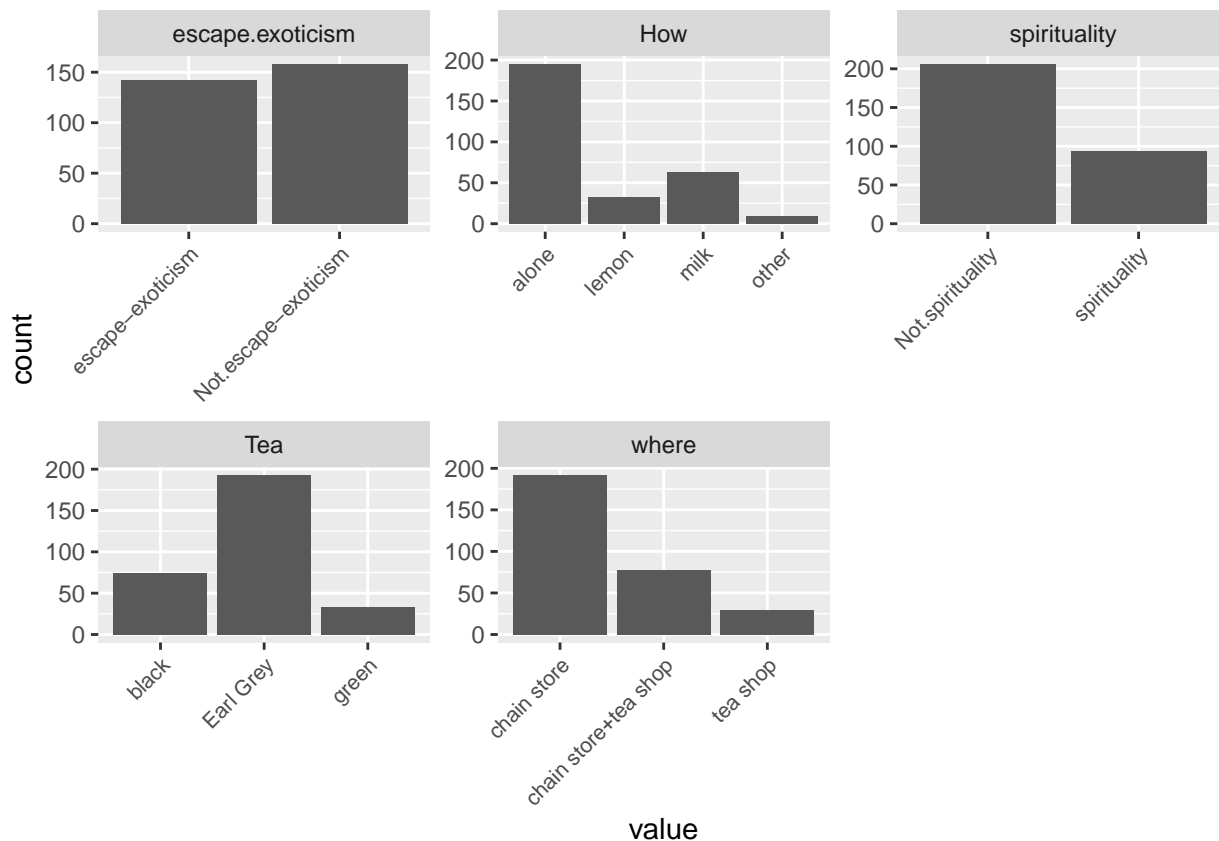 escape.exoticism
How
spirituality
150
100
50
0
200
150
100
50
0
200
150
100
50
0
escape−exoticism
Not.escape−exoticism
alone
lemon
milk
other
Not.spirituality
spirituality
count
Tea
where
200
150
100
50
0
200
150
100
50
0
black
Earl Grey
green
chain store
chain store+tea shop
tea shop
value